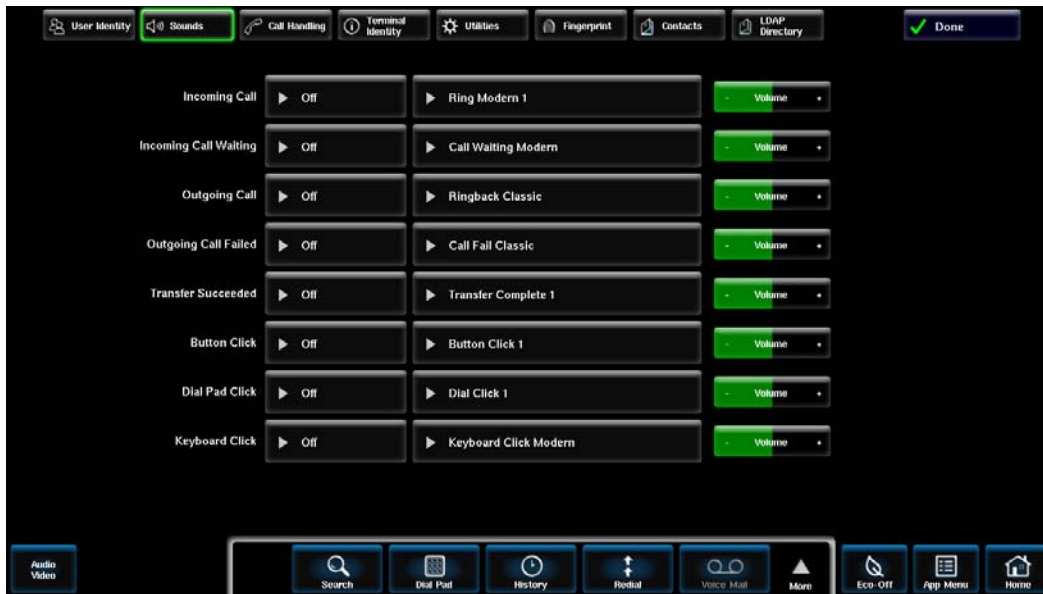 User Identity
Sounds
Call Handling
Terminal
Identity
Utilities
Fingerprint
Contacts
LDAP
Directory
Done
Incoming Call
Off
Ring Modern 1
- Volume +
Incoming Call Waiting
Off
Call Waiting Modern
- Volume +
Outgoing Call
Off
Ringback Classic
- Volume +
Outgoing Call Failed
Off
Call Fail Classic
- Volume +
Transfer Succeeded
Off
Transfer Complete 1
- Volume +
Button Click
Off
Button Click 1
- Volume +
Dial Pad Click
Off
Dial Click 1
- Volume +
Keyboard Click
Off
Keyboard Click Modern
- Volume +
Audio
Video
Search
Dial Pad
History
Redial
Voice Mail
More
Eco-Off
App Menu
Home